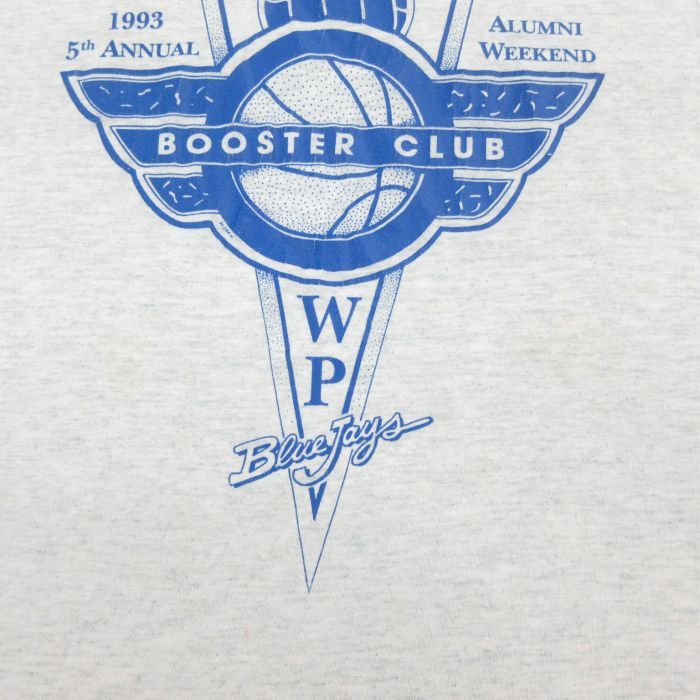 1993
5th ANNUAL
ALUMNI
WEEKEND
BOOSTER CLUB
W
P
Blue Jays